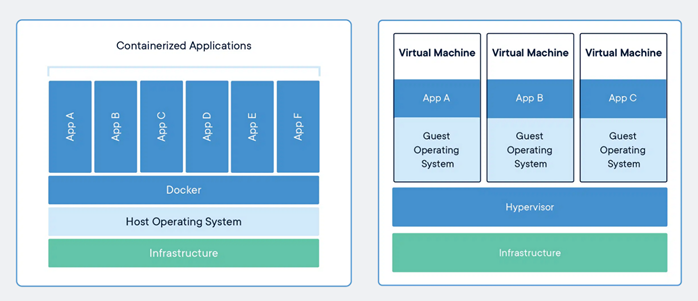 Containerized Applications
App A
App B
App C
App D
App E
App F
Docker
Host Operating System
Infrastructure
Virtual Machine
Virtual Machine
Virtual Machine
App A
App B
App C
Guest
Operating
System
Guest
Operating
System
Guest
Operating
System
Hypervisor
Infrastructure